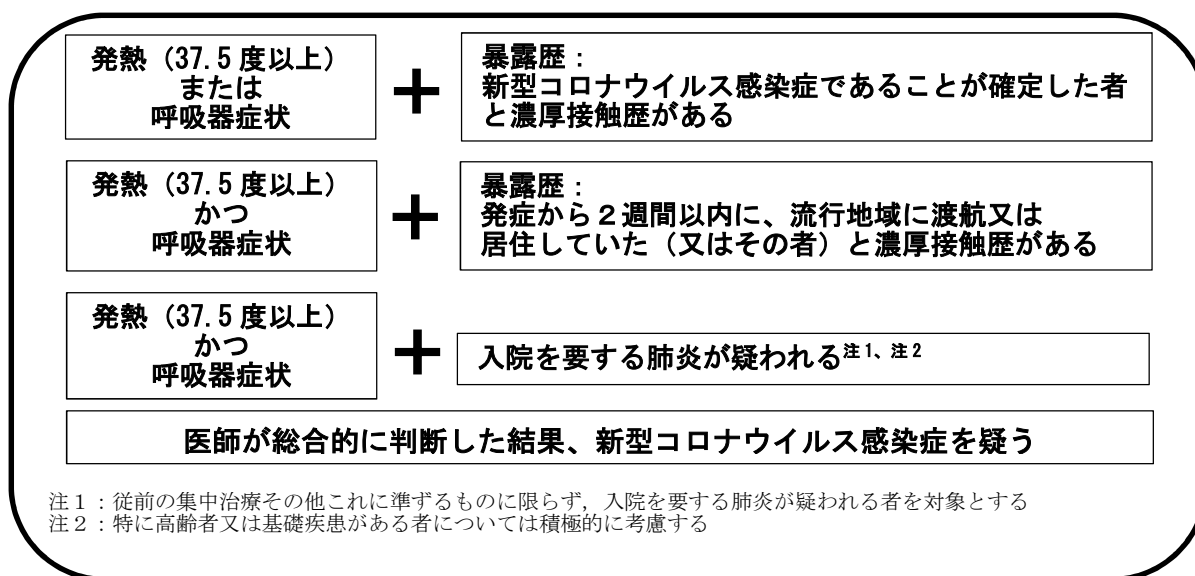 発熱（37.5度以上）
または
呼吸器症状
+
暴露歴：
新型コロナウイルス感染症であることが確定した者
と濃厚接触歴がある
発熱（37.5度以上）
かつ
呼吸器症状
+
暴露歴：
発症から２週間以内に、流行地域に渡航又は
居住していた（又はその者）と濃厚接触歴がある
発熱（37.5度以上）
かつ
呼吸器症状
+
入院を要する肺炎が疑われる注1、注2
医師が総合的に判断した結果、新型コロナウイルス感染症を疑う
注１：従前の集中治療その他これに準ずるものに限らず，入院を要する肺炎が疑われる者を対象とする
注２：特に高齢者又は基礎疾患がある者については積極的に考慮する